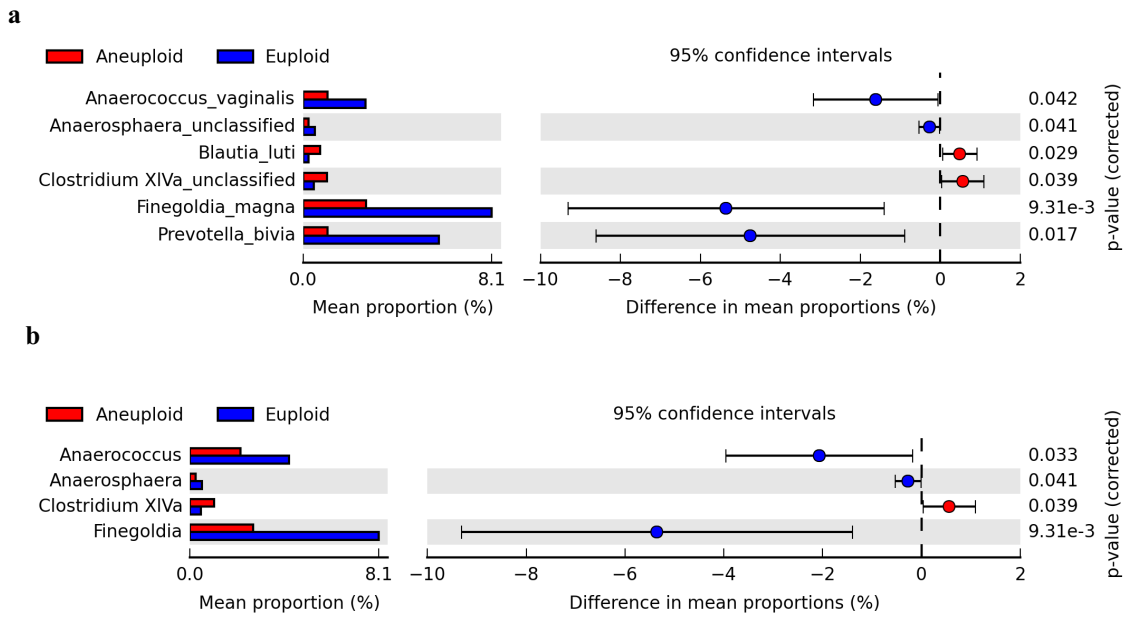 a
Aneuploid Euploid 95% confidence intervals
Anaerococcus_vaginalis 0.042
Anaerosphaera_unclassified 0.041
Blautia_luti 0.029
Clostridium XlVa_unclassified 0.039
Finegoldia_magna 9.31e-3
Prevotella_bivia 0.017
p-value (corrected)
0.0 8.1 −10 −8 −6 −4 −2 0 2
Mean proportion (%) Difference in mean proportions (%)
b
Aneuploid Euploid 95% confidence intervals
Anaerococcus 0.033
Anaerosphaera 0.041
Clostridium XlVa 0.039
Finegoldia 9.31e-3
p-value (corrected)
0.0 8.1 −10 −8 −6 −4 −2 0 2
Mean proportion (%) Difference in mean proportions (%)